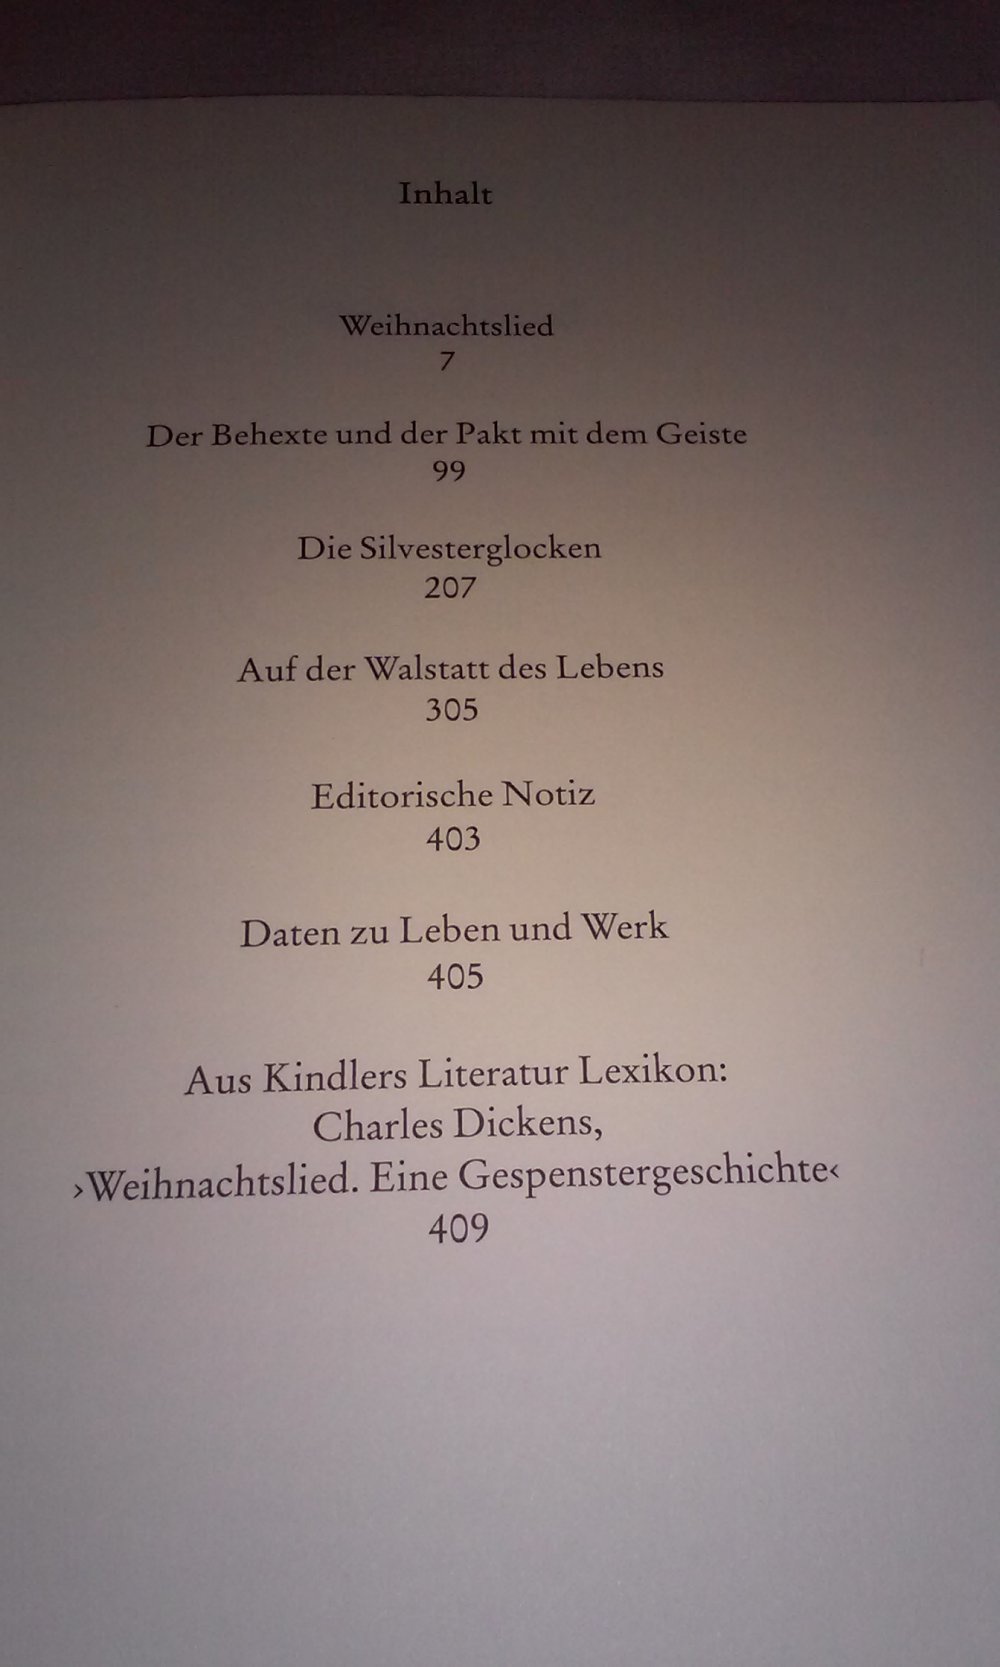 Inhalt
Weihnachtslied
7
Der Behexte und der Pakt mit dem Geiste
99
Die Silvesterglocken
207
Auf der Walstatt des Lebens
305
Editorische Notiz
403
Daten zu Leben und Werk
405
Aus Kindlers Literatur Lexikon:
Charles Dickens,
›Weihnachtslied. Eine Gespenstergeschichte‹
409